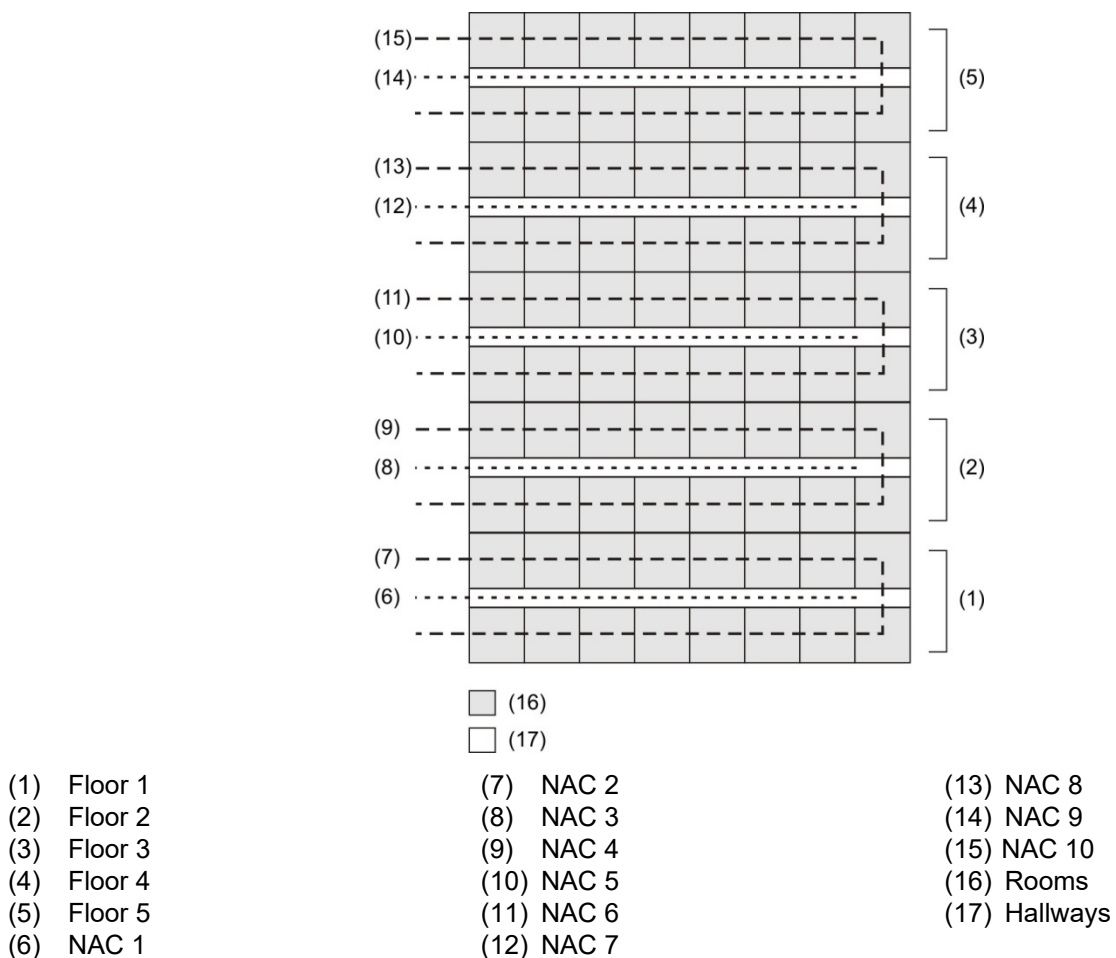 (15)
(14)
(5)
(13)
(12)
(4)
(11)
(10)
(3)
(9)
(8)
(2)
(7)
(6)
(1)
(16)
(17)
(1) Floor 1
(2) Floor 2
(3) Floor 3
(4) Floor 4
(5) Floor 5
(6) NAC 1
(7) NAC 2
(8) NAC 3
(9) NAC 4
(10) NAC 5
(11) NAC 6
(12) NAC 7
(13) NAC 8
(14) NAC 9
(15) NAC 10
(16) Rooms
(17) Hallways